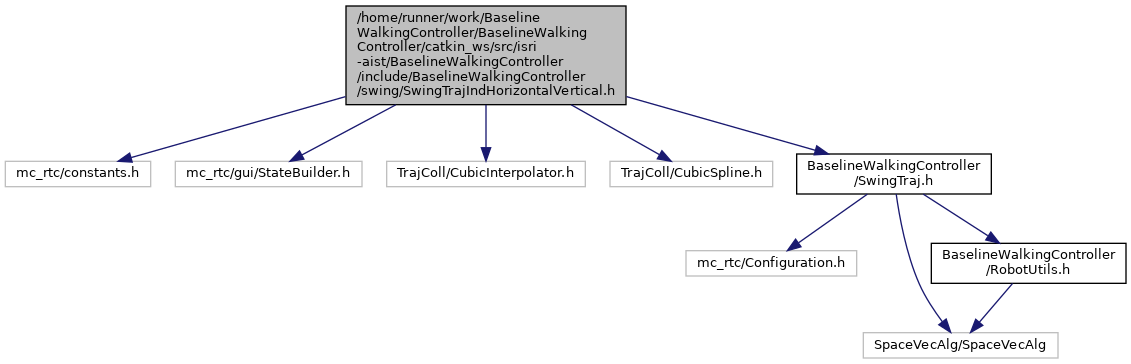 /home/runner/work/Baseline
WalkingController/BaselineWalking
Controller/catkin_ws/src/isri
-aist/BaselineWalkingController
/include/BaselineWalkingController
/swing/SwingTrajIndHorizontalVertical.h
mc_rtc/constants.h
mc_rtc/gui/StateBuilder.h
TrajColl/CubicInterpolator.h
TrajColl/CubicSpline.h
BaselineWalkingController
/SwingTraj.h
mc_rtc/Configuration.h
BaselineWalkingController
/RobotUtils.h
SpaceVecAlg/SpaceVecAlg